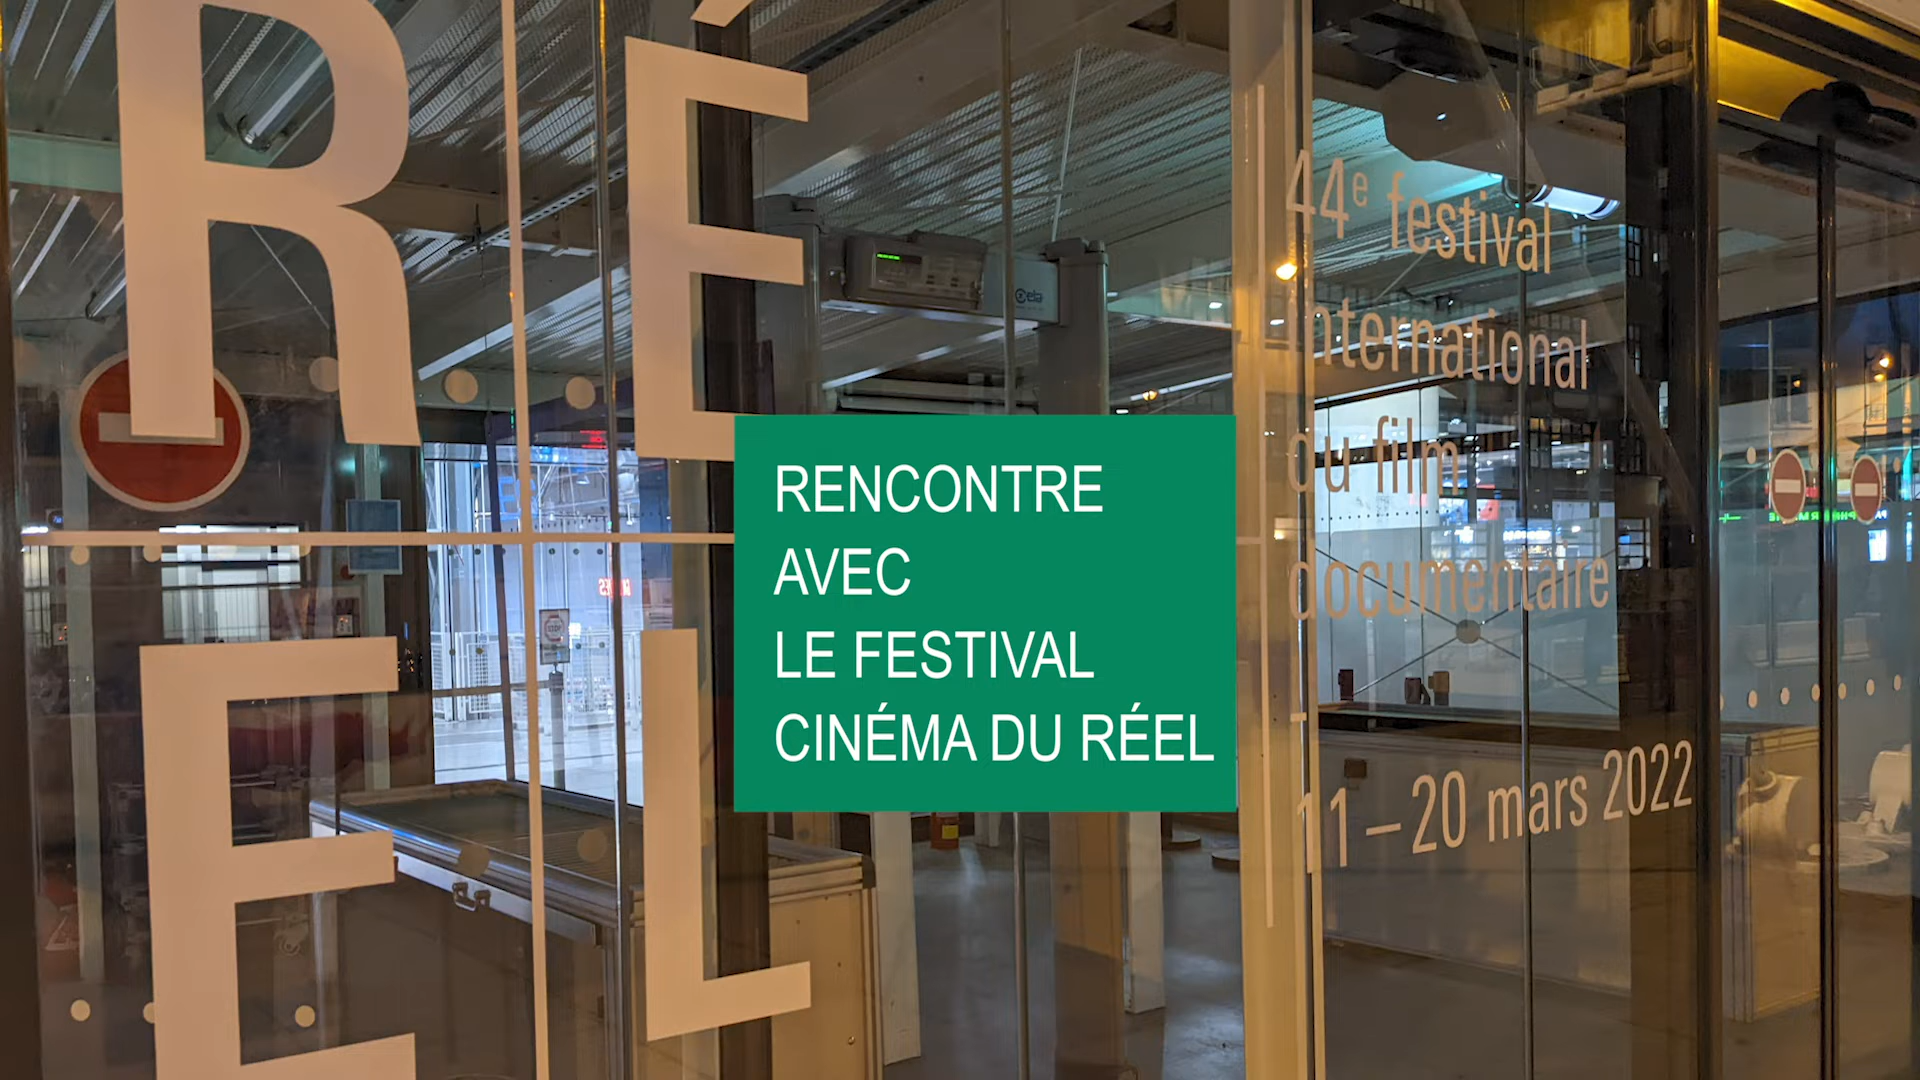 RÉ
EL
RENCONTRE
AVEC
LE FESTIVAL
CINÉMA DU RÉEL
44e festival
international
du film
documentaire
11–20 mars 2022
ceia